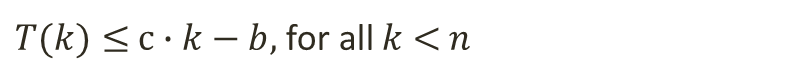 T(k) ≤ c · k − b, for all k < n